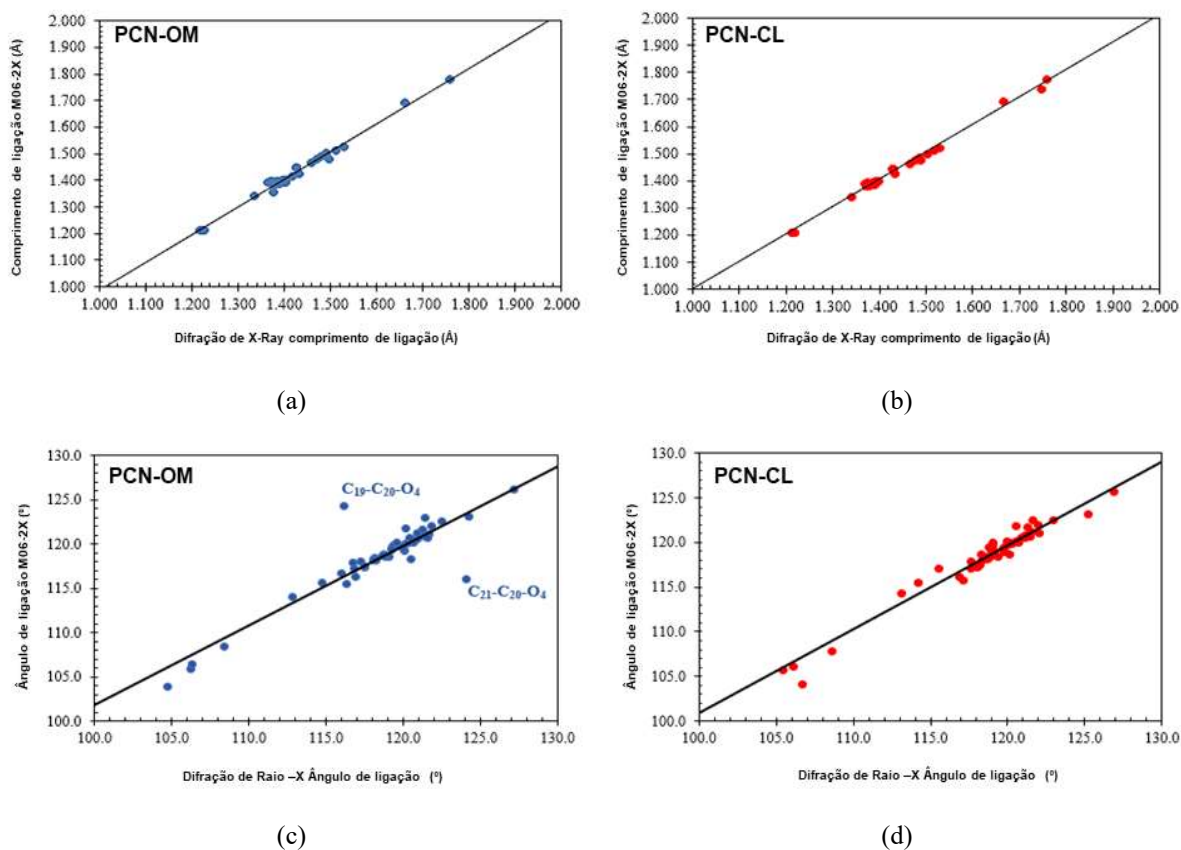 PCN-OM
Comprimento de ligação M06-2X (Å)
2.000
1.900
1.800
1.700
1.600
1.500
1.400
1.300
1.200
1.100
1.000
1.000 1.100 1.200 1.300 1.400 1.500 1.600 1.700 1.800 1.900 2.000
Difração de X-Ray comprimento de ligação (Å)
(a)
PCN-CL
Comprimento de ligação M06-2X (Å)
2.000
1.900
1.800
1.700
1.600
1.500
1.400
1.300
1.200
1.100
1.000
1.000 1.100 1.200 1.300 1.400 1.500 1.600 1.700 1.800 1.900 2.000
Difração de X-Ray comprimento de ligação (Å)
(b)
PCN-OM
Ângulo de ligação M06-2X (º)
130.0
125.0
120.0
115.0
110.0
105.0
100.0
C19-C20-O4
C21-C20-O4
100.0 105.0 110.0 115.0 120.0 125.0 130.0
Difração de Raio –X Ângulo de ligação (º)
(c)
PCN-CL
Ângulo de ligação M06-2X (º)
130.0
125.0
120.0
115.0
110.0
105.0
100.0
100.0 105.0 110.0 115.0 120.0 125.0 130.0
Difração de Raio –X Ângulo de ligação (º)
(d)